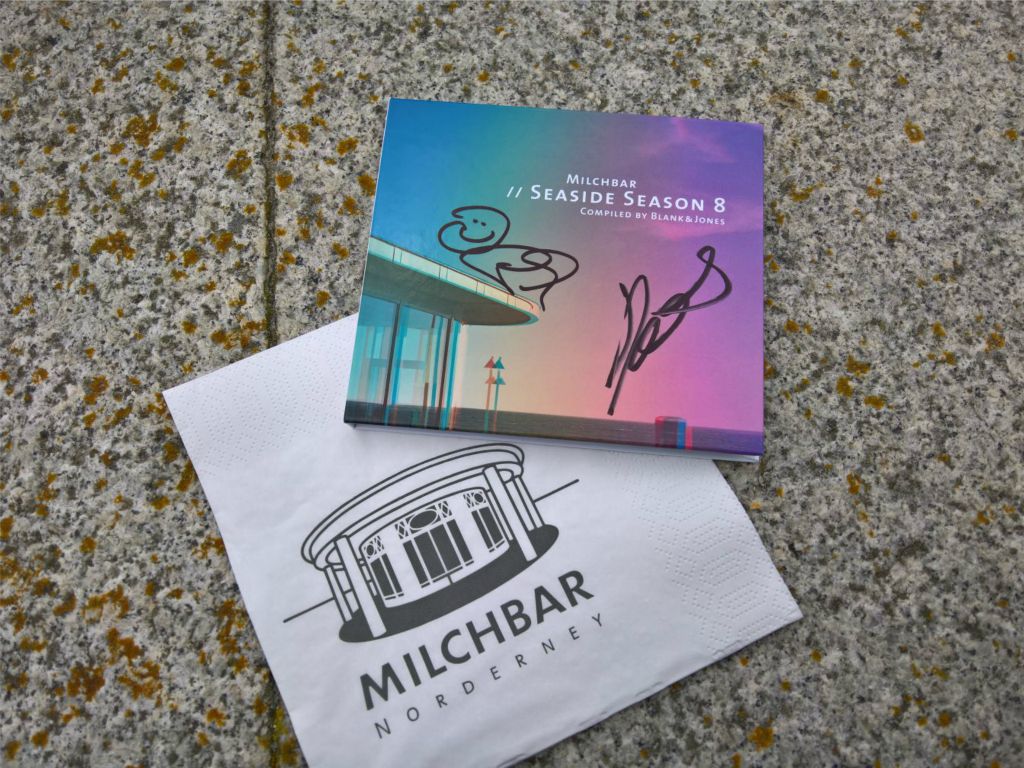 MILCHBAR
// SEASIDE SEASON 8
COMPILED BY BLANK&JONES
MILCHBAR
NORDERNEY